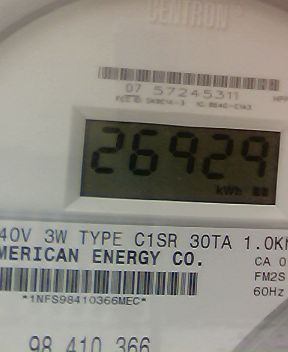 CENTRON
07 57245311
26929
kWh
40V 3W TYPE C1SR 30TA 1.0K
MERICAN ENERGY CO.
CA 0
FM2S
60Hz
*1NFS98410366MEC*
98 410 366